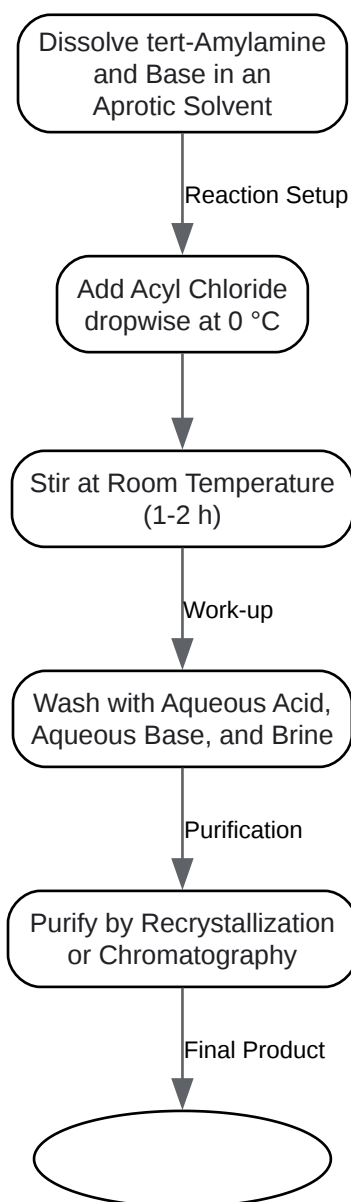 Dissolve tert-Amylamine
and Base in an
Aprotic Solvent
Reaction Setup
Add Acyl Chloride
dropwise at 0 °C
Stir at Room Temperature
(1-2 h)
Work-up
Wash with Aqueous Acid,
Aqueous Base, and Brine
Purification
Purify by Recrystallization
or Chromatography
Final Product